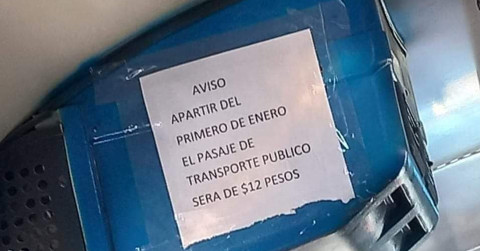 AVISO
APARTIR DEL
PRIMERO DE ENERO
EL PASAJE DE
TRANSPORTE PUBLICO
SERA DE $12 PESOS